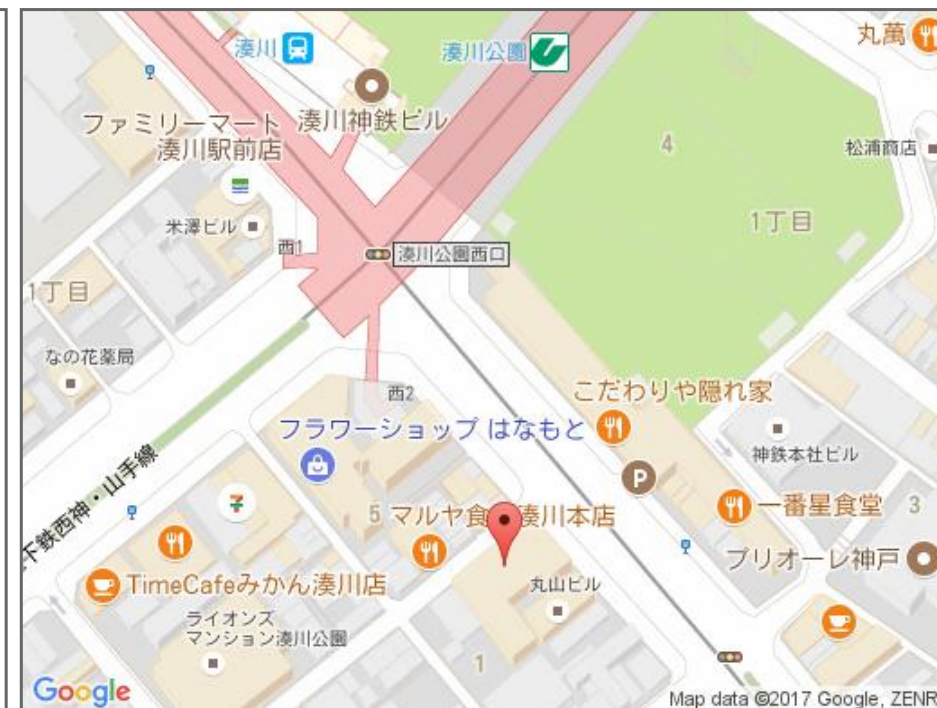 丸萬
湊川
湊川公園
ファミリーマート
湊川駅前店
湊川神鉄ビル
4
松浦商店
米澤ビル
1丁目
西1
湊川公園西口
1丁目
なの花薬局
西2
こだわりや隠れ家
フラワーショップ はなもと
神鉄本社ビル
下鉄西神・山手線
P
5
マルヤ食
湊川本店
一番星食堂
3
プリオーレ神戸
TimeCafeみかん湊川店
丸山ビル
ライオンズ
マンション湊川公園
1
Google
Map data ©2017 Google, ZENR